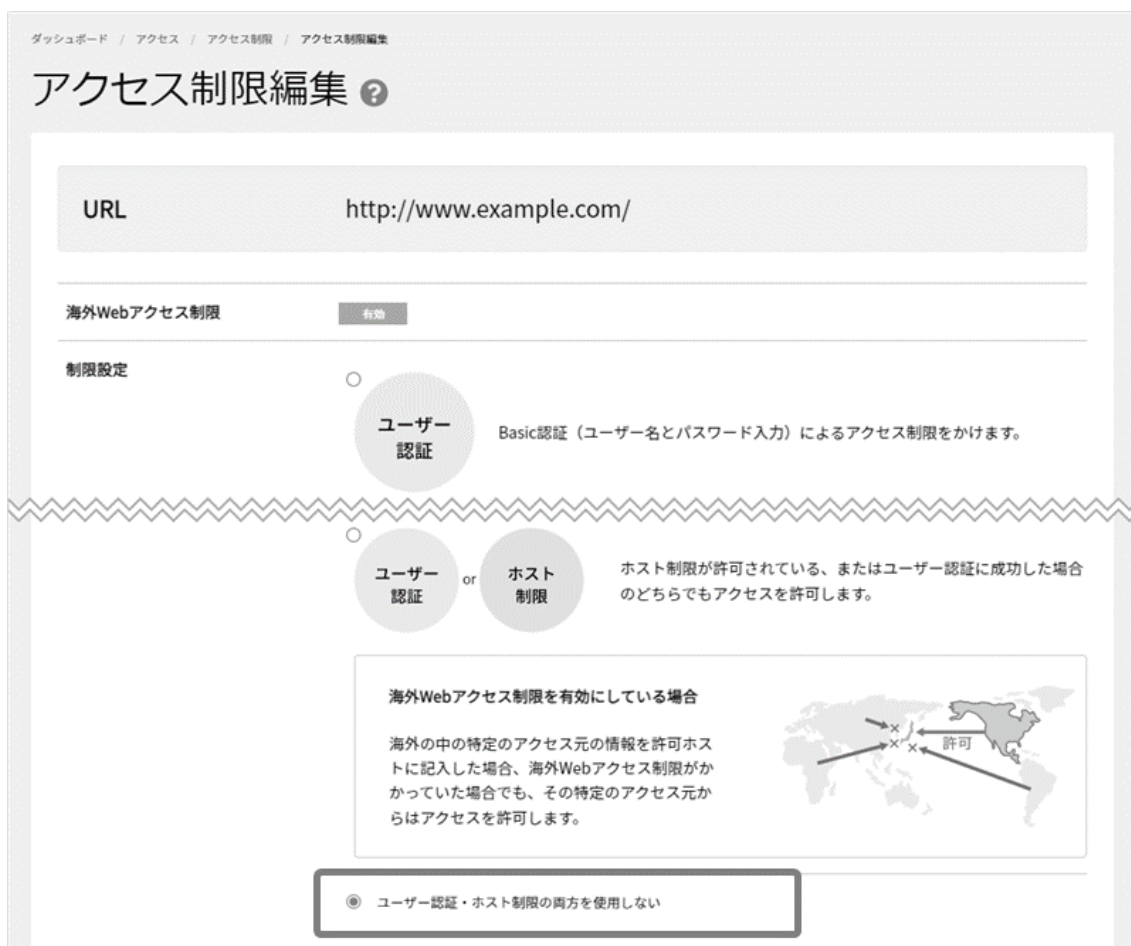 ダッシュボード / アクセス / アクセス制限 / アクセス制限編集
アクセス制限編集 ?
URL http://www.example.com/
海外Webアクセス制限 有効
制限設定
ユーザー
認証
Basic認証（ユーザー名とパスワード入力）によるアクセス制限をかけます。
ユーザー
認証
or
ホスト
制限
ホスト制限が許可されている、またはユーザー認証に成功した場合
のどちらでもアクセスを許可します。
海外Webアクセス制限を有効にしている場合
海外の中の特定のアクセス元の情報を許可ホス
トに記入した場合、海外Webアクセス制限がか
かっていた場合でも、その特定のアクセス元か
らはアクセスを許可します。
許可
ユーザー認証・ホスト制限の両方を使用しない